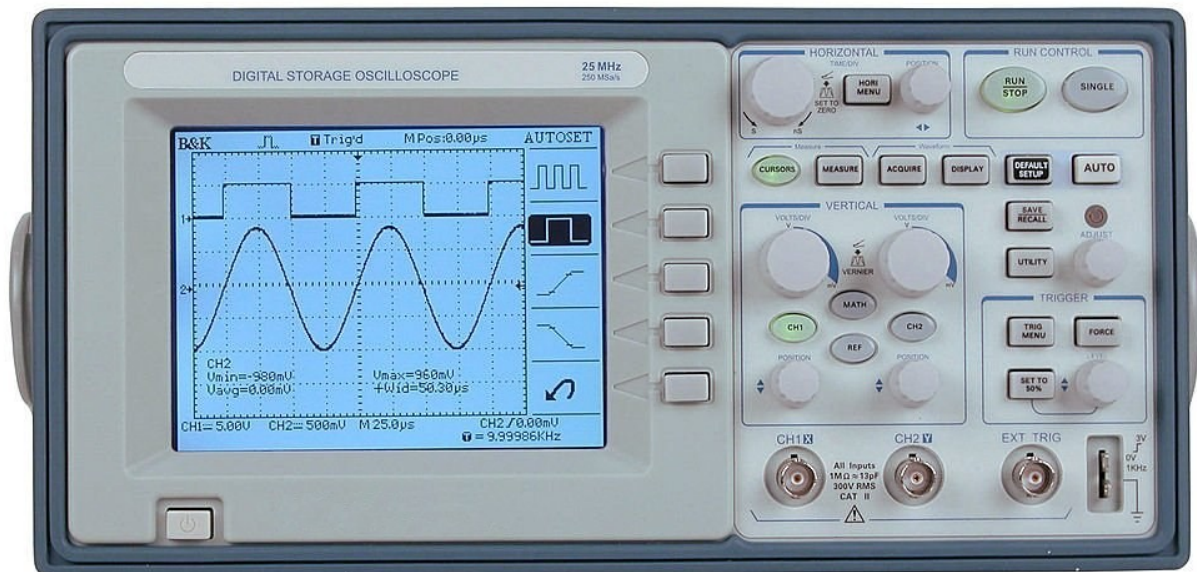 DIGITAL STORAGE OSCILLOSCOPE
25 MHz
250 MSa/s
B&K
T Trig'd
M Pos:0.00µs
AUTOSET
1
2
CH2
Vmin=-980mV
Vmax=960mV
Vavg=0.00mV
+Wid=50.30µs
CH1 5.00V
CH2 500mV
M 25.0µs
CH2 / 0.00mV
T = 9.99986KHz
HORIZONTAL
TIME/DIV
SET TO
ZERO
S
nS
HORI
MENU
POSITION
RUN CONTROL
RUN
STOP
SINGLE
Measure
CURSORS
MEASURE
Waveform
ACQUIRE
DISPLAY
DEFAULT
SETUP
AUTO
VERTICAL
VOLTS/DIV
V
mV
VERNIER
VOLTS/DIV
V
mV
MATH
CH1
CH2
REF
POSITION
POSITION
SAVE
RECALL
UTILITY
ADJUST
TRIGGER
TRIG
MENU
FORCE
SET TO
50%
CH1 X
CH2 Y
EXT TRIG
All Inputs
1MΩ≈13pF
300V RMS
CAT II
3V
0V
1KHz